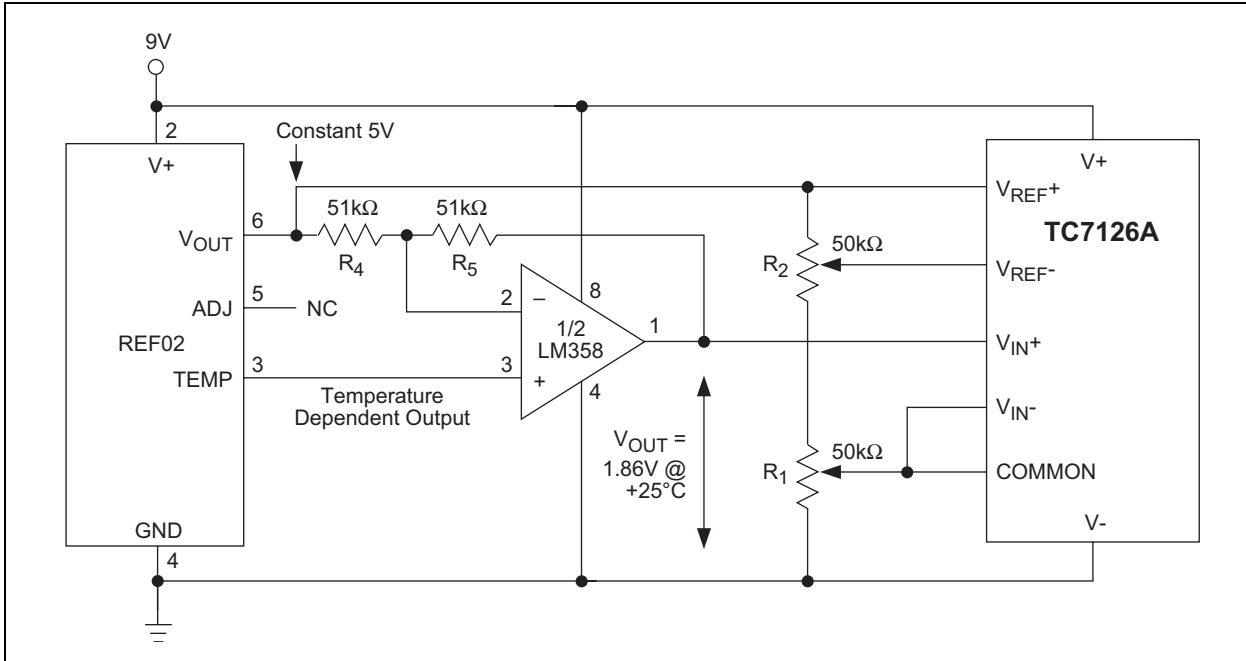 9V
2
V+
Constant 5V
6
VOUT
51kΩ
R4
51kΩ
R5
5
ADJ
NC
REF02
3
TEMP
Temperature
Dependent Output
2
–
8
1/2
LM358
1
3
+
4
VOUT =
1.86V @
+25°C
GND
4
50kΩ
R2
50kΩ
R1
V+
VREF+
TC7126A
VREF-
VIN+
VIN-
COMMON
V-